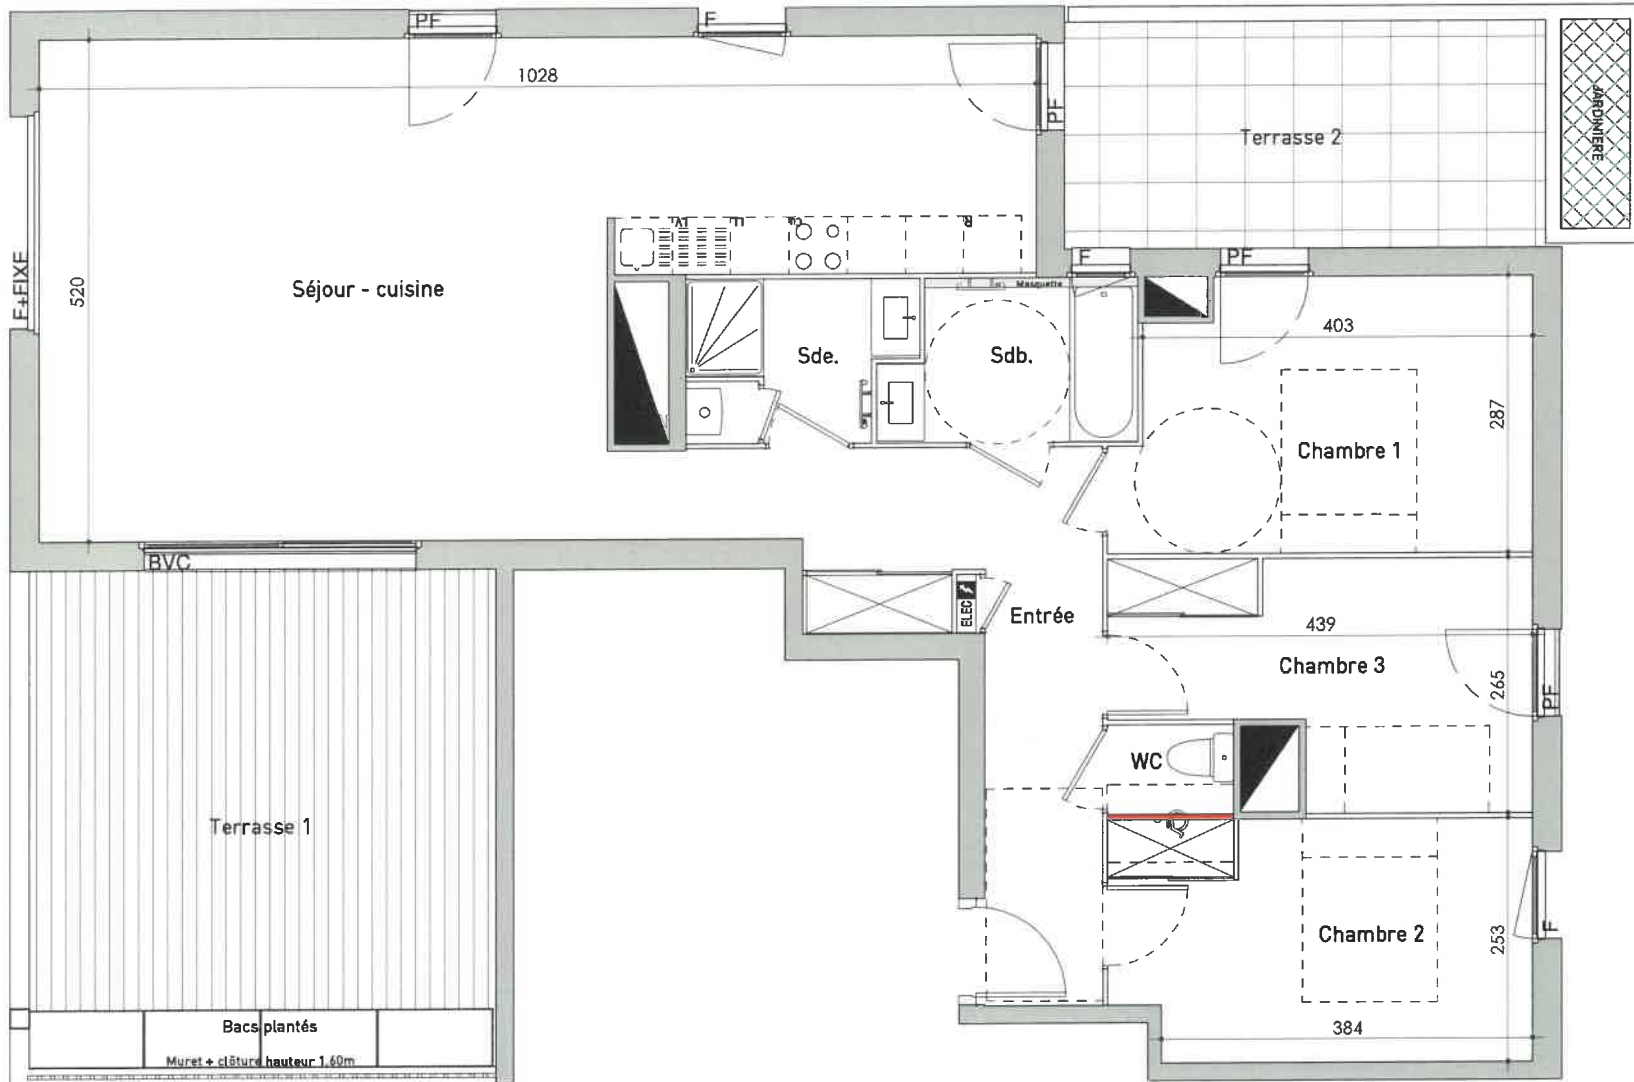 PF
F
1028
PF
Terrasse 2
JARDINIERE
F+FIXE
520
Séjour - cuisine
LV
LL
R
F
PF
Masquette
403
Sde.
Sdb.
287
Chambre 1
BVC
ELEC
Entrée
439
Chambre 3
265
PF
WC
Terrasse 1
Chambre 2
253
F
384
Bacs plantés
Muret + clôture hauteur 1.60m